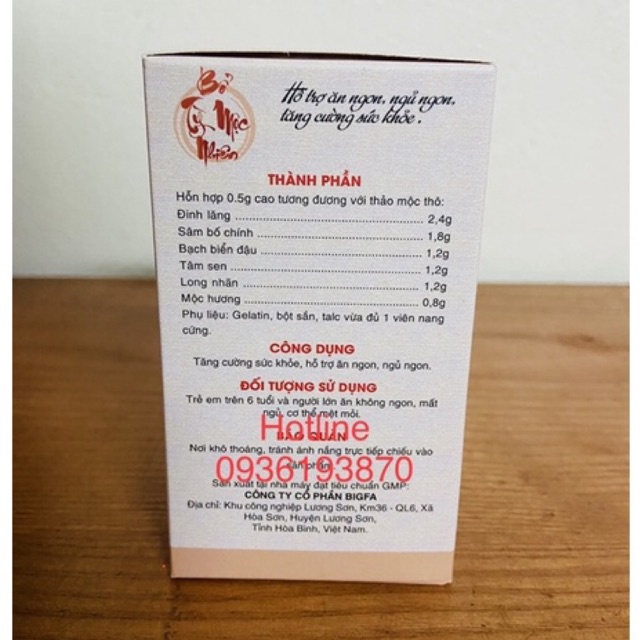 Bổ
Tỳ Mộc
Nhiên
Hỗ trợ ăn ngon, ngủ ngon,
tăng cường sức khỏe.
THÀNH PHẦN
Hỗn hợp 0.5g cao tương đương với thảo mộc thô:
Đinh lăng ........ 2,4g
Sâm bố chính ........ 1,8g
Bạch biển đậu ........ 1,2g
Tâm sen ........ 1,2g
Long nhãn ........ 1,2g
Mộc hương ........ 0,8g
Phụ liệu: Gelatin, bột sắn, talc vừa đủ 1 viên nang
cứng.
CÔNG DỤNG
Tăng cường sức khỏe, hỗ trợ ăn ngon, ngủ ngon.
ĐỐI TƯỢNG SỬ DỤNG
Trẻ em trên 6 tuổi và người lớn ăn không ngon, mất
ngủ, cơ thể mệt mỏi.
Hotline
BẢO QUẢN
Nơi khô thoáng, tránh ánh nắng trực tiếp chiếu vào
sản phẩm.
0936193870
Sản xuất tại nhà máy đạt tiêu chuẩn GMP:
CÔNG TY CỔ PHẦN BIGFA
Địa chỉ: Khu công nghiệp Lương Sơn, Km36 - QL6, Xã
Hòa Sơn, Huyện Lương Sơn,
Tỉnh Hòa Bình, Việt Nam.